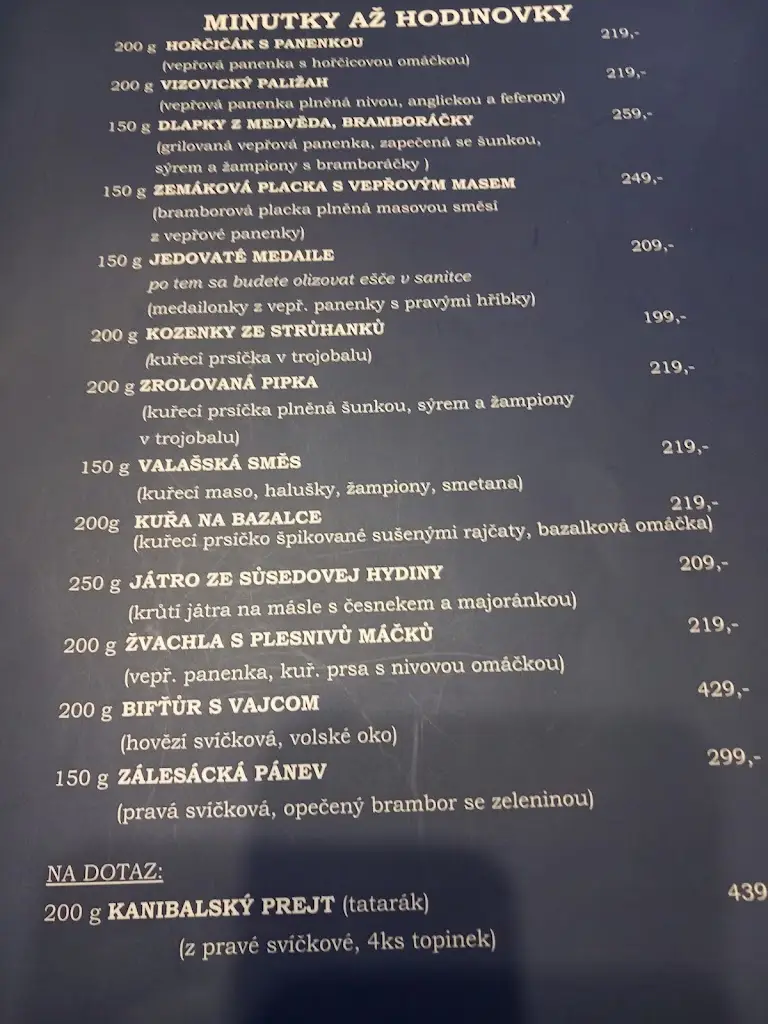 MINUTKY AŽ HODINOVKY
200 g HOŘČIČÁK S PANENKOU 219,-
(vepřová panenka s hořčicovou omáčkou)
200 g VIZOVICKÝ PALIŽAH 219,-
(vepřová panenka plněná nivou, anglickou a feferony)
150 g DLAPKY Z MEDVĚDA, BRAMBORÁČKY 259,-
(grilovaná vepřová panenka, zapečená se šunkou,
sýrem a žampiony s bramboráčky )
150 g ZEMÁKOVÁ PLACKA S VEPŘOVÝM MASEM 249,-
(bramborová placka plněná masovou směsí
z vepřové panenky)
150 g JEDOVATÉ MEDAILE 209,-
po tem sa budete olizovat ešče v sanitce
(medailonky z vepř. panenky s pravými hříbky)
200 g KOZENKY ZE STRÚHANKŮ 199,-
(kuřecí prsíčka v trojobalu)
200 g ZROLOVANÁ PIPKA 219,-
(kuřecí prsíčka plněná šunkou, sýrem a žampiony
v trojobalu)
150 g VALAŠSKÁ SMĚS 219,-
(kuřecí maso, halušky, žampiony, smetana)
200g KUŘA NA BAZALCE 219,-
(kuřecí prsíčko špikované sušenými rajčaty, bazalková omáčka)
250 g JÁTRO ZE SŮSEDOVEJ HYDINY 209,-
(krůtí játra na másle s česnekem a majoránkou)
200 g ŽVACHLA S PLESNIVŮ MÁČKŮ 219,-
(vepř. panenka, kuř. prsa s nivovou omáčkou)
200 g BIFŤŮR S VAJCOM 429,-
(hovězí svíčková, volské oko)
150 g ZÁLESÁCKÁ PÁNEV 299,-
(pravá svíčková, opečený brambor se zeleninou)
NA DOTAZ:
200 g KANIBALSKÝ PREJT (tatarák) 439
(z pravé svíčkové, 4ks topinek)